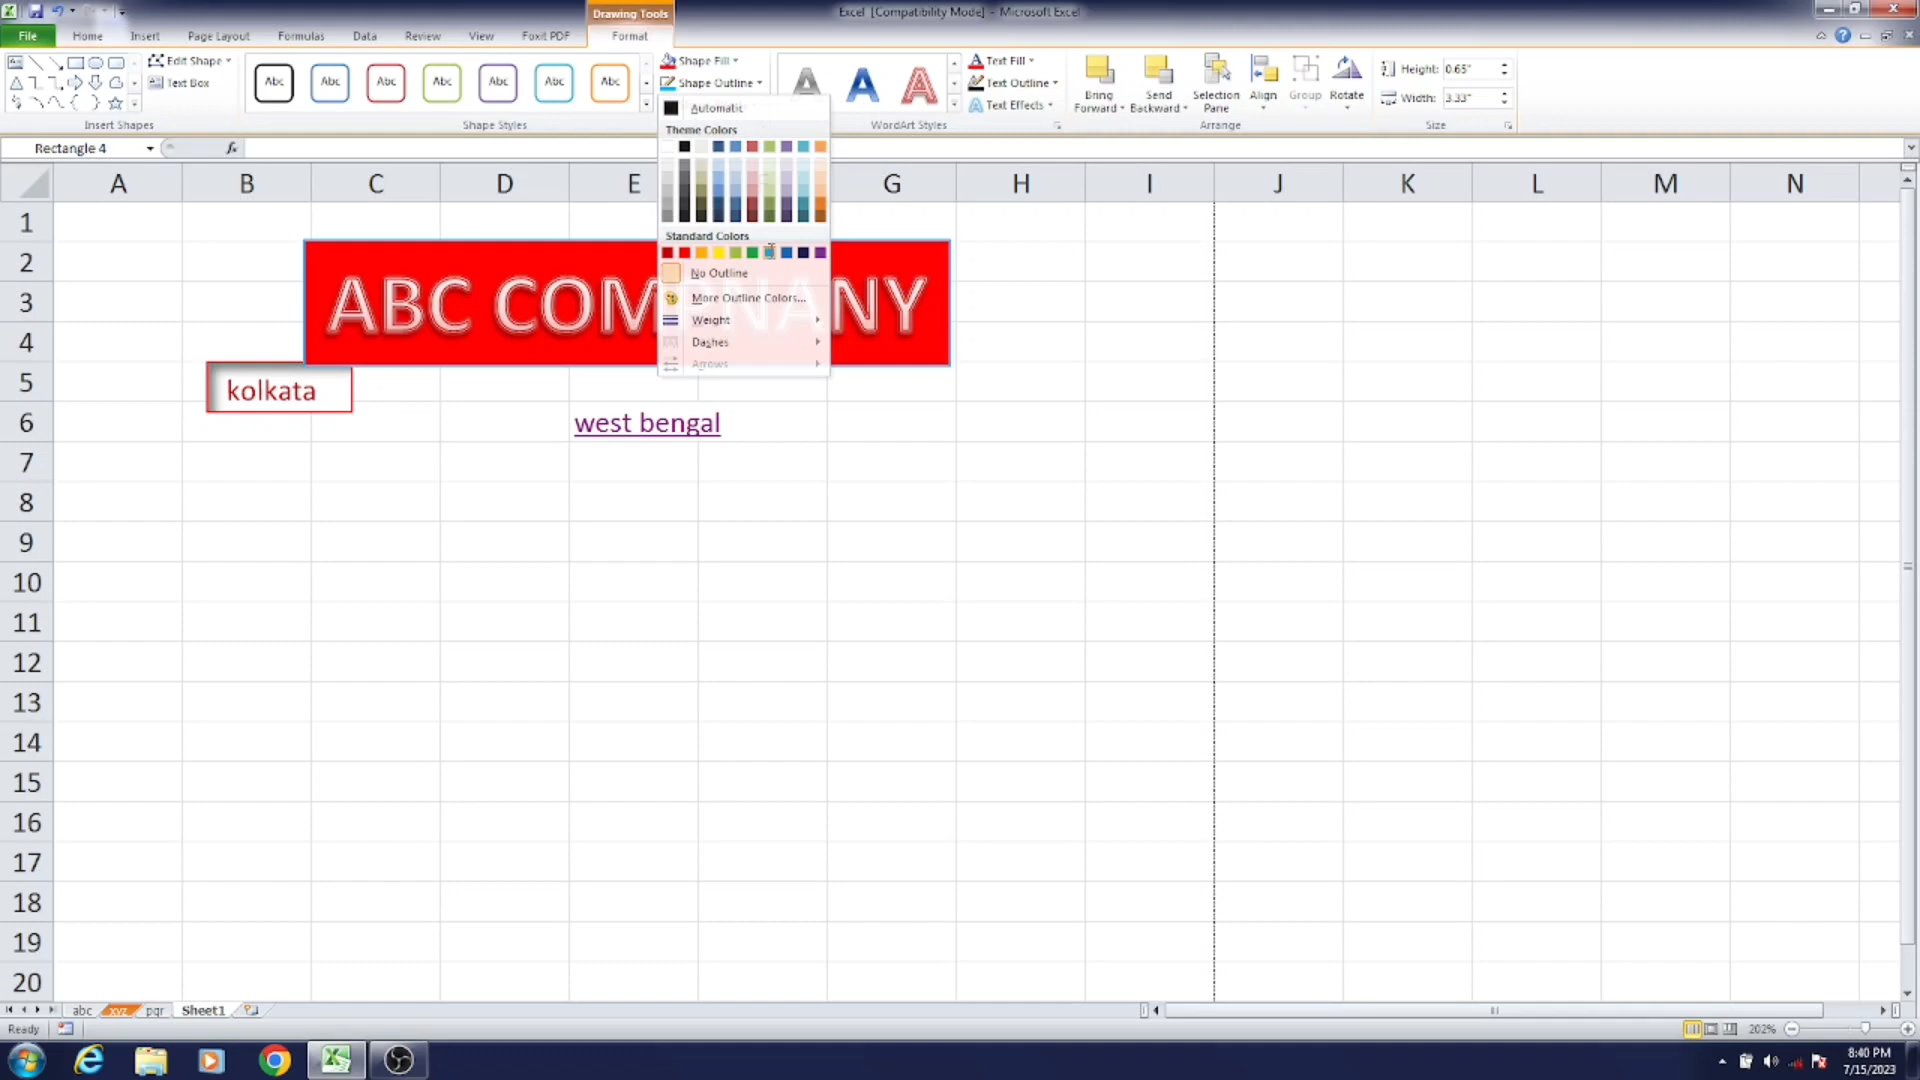 Drawing Tools
Excel [Compatibility Mode] - Microsoft Excel
File Home Insert Page Layout Formulas Data Review View Foxit PDF Format
Edit Shape
Text Box
Insert Shapes
Abc Abc Abc Abc Abc Abc Abc
Shape Styles
Shape Fill
Shape Outline
A A A
WordArt Styles
Text Fill
Text Outline
Text Effects
Bring Forward
Send Backward
Selection Pane
Align
Group
Rotate
Arrange
Height: 0.65"
Width: 3.33"
Size
Rectangle 4
fx
Automatic
Theme Colors
Standard Colors
No Outline
More Outline Colors...
Weight
Dashes
Arrows
A B C D E G H I J K L M N
1
2
3
4
5
6
7
8
9
10
11
12
13
14
15
16
17
18
19
20
kolkata
west bengal
abc xyz pqr Sheet1
Ready
202%
8:40 PM
7/15/2023